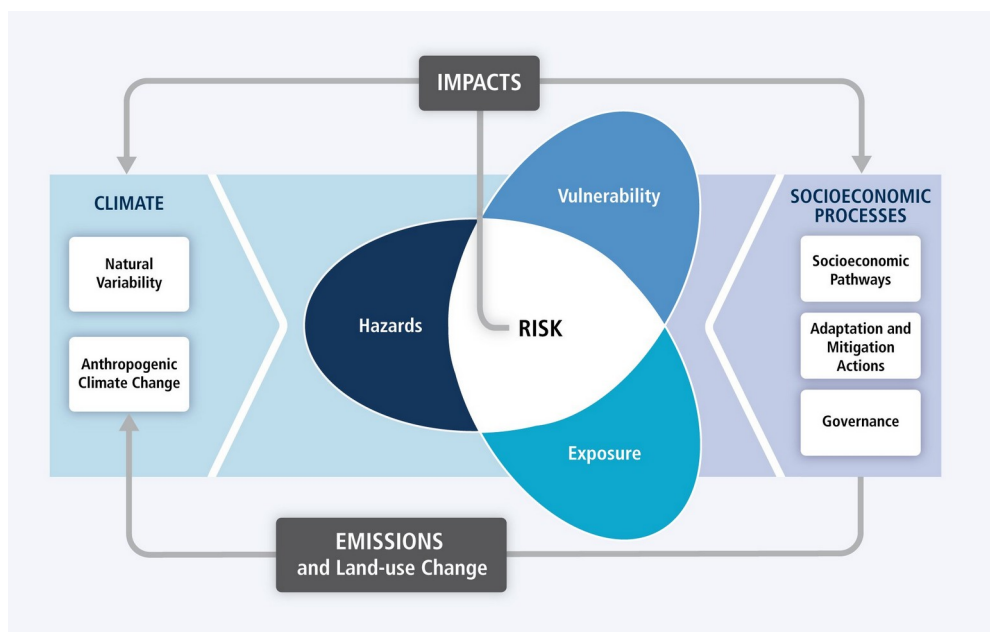 IMPACTS
CLIMATE
Natural
Variability
Anthropogenic
Climate Change
Vulnerability
Hazards
RISK
Exposure
SOCIOECONOMIC
PROCESSES
Socioeconomic
Pathways
Adaptation and
Mitigation
Actions
Governance
EMISSIONS
and Land-use Change